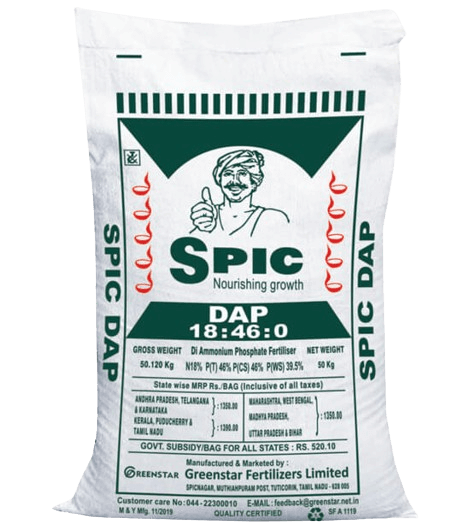 SPIC
Nourishing growth
SPIC DAP
SPIC DAP
DAP
18:46:0
GROSS WEIGHT Di Ammonium Phosphate Fertiliser NET WEIGHT
50.120 Kg N18% P(T) 46% P(CS) 46% P(WS) 39.5% 50 Kg
State wise MRP Rs./BAG (Inclusive of all taxes)
ANDHRA PRADESH, TELANGANA
& KARNATAKA : 1350.00
KERALA, PUDUCHERRY &
TAMIL NADU : 1390.00
MAHARASHTRA, WEST BENGAL,
MADHYA PRADESH, : 1350.00
UTTAR PRADESH & BIHAR
GOVT. SUBSIDY/BAG FOR ALL STATES : RS. 520.10
Manufactured & Marketed by :
GREENSTAR Greenstar Fertilizers Limited
SPICNAGAR, MUTHIAHPURAM POST, TUTICORIN, TAMIL NADU - 628 005
Customer care No: 044-22300010 E-MAIL: feedback@greenstar.net.in
M & Y Mfg. 11/2019 QUALITY CERTIFIED SF A 1119